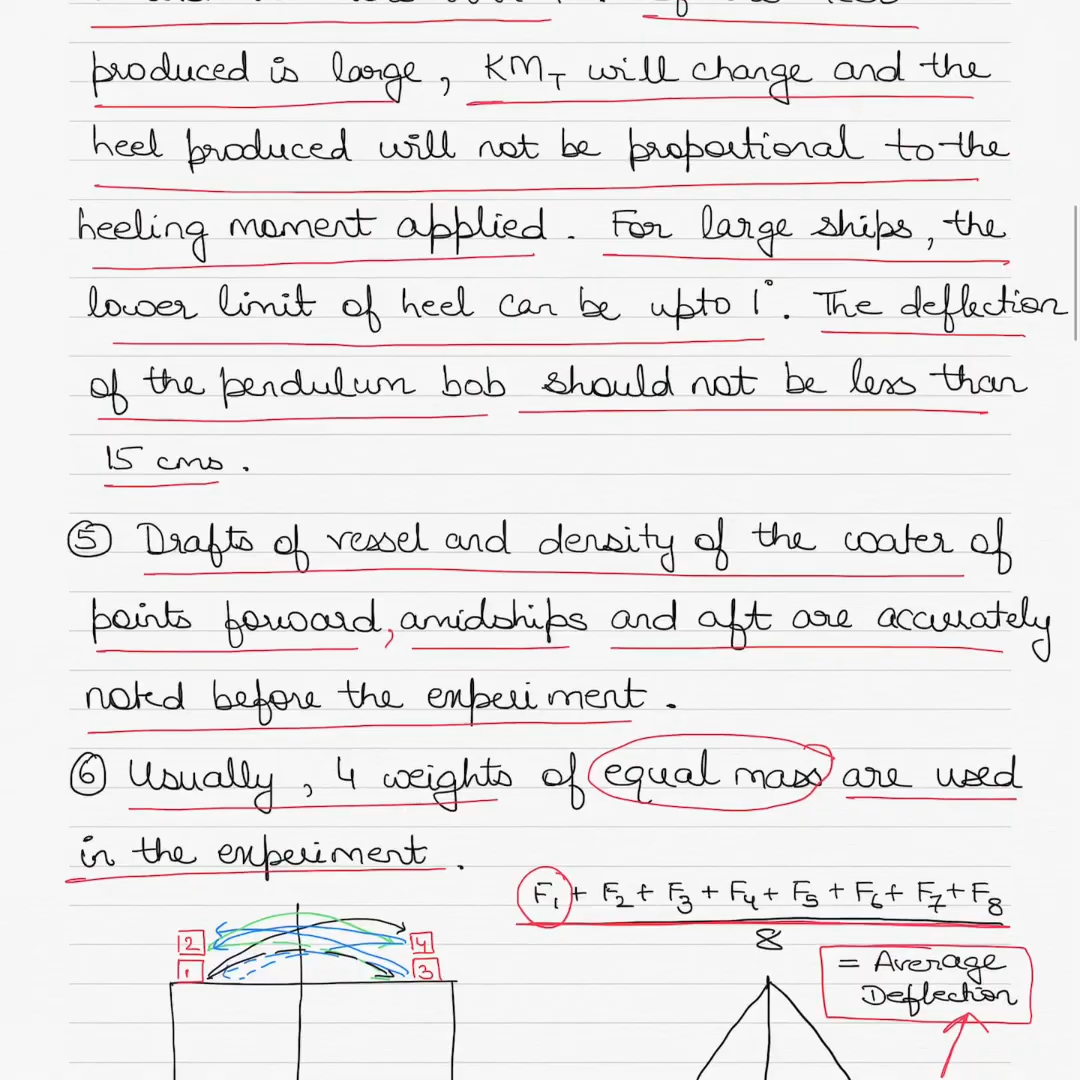 produced is large, KM_T will change and the
heel produced will not be proportional to the
heeling moment applied. For large ships, the
lower limit of heel can be upto 1°. The deflection
of the pendulum bob should not be less than
15 cms.
⑤ Drafts of vessel and density of the water of
points forward, amidships and aft are accurately
noted before the experiment.
⑥ Usually, 4 weights of equal mass are used
in the experiment.
F₁ + F₂ + F₃ + F₄ + F₅ + F₆ + F₇ + F₈
8
= Average
Deflection
2 4
1 3